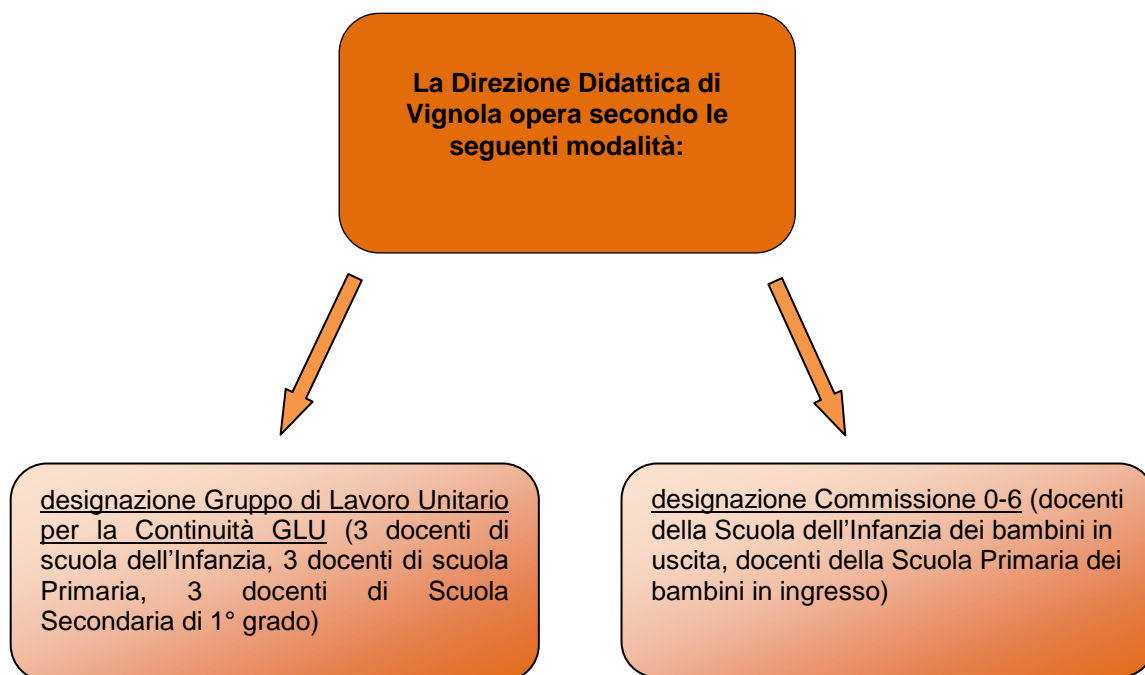 La Direzione Didattica di
Vignola opera secondo le
seguenti modalità:
designazione Gruppo di Lavoro Unitario
per la Continuità GLU (3 docenti di
scuola dell’Infanzia, 3 docenti di scuola
Primaria, 3 docenti di Scuola
Secondaria di 1° grado)
designazione Commissione 0-6 (docenti
della Scuola dell’Infanzia dei bambini in
uscita, docenti della Scuola Primaria dei
bambini in ingresso)